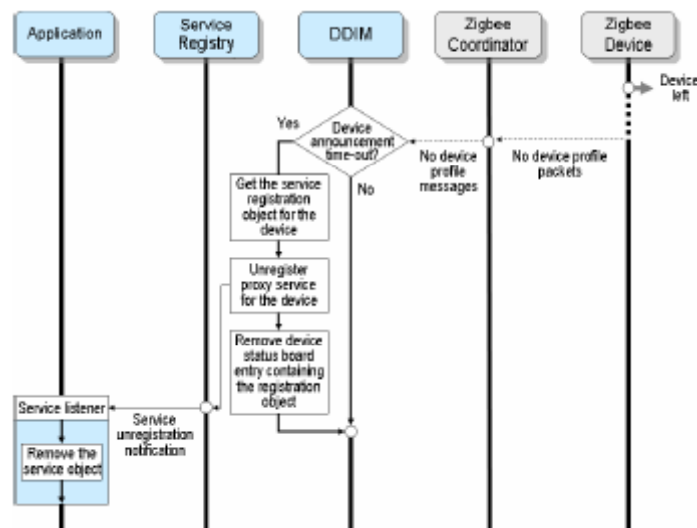 Application
Service
Registry
DDIM
Zigbee
Coordinator
Zigbee
Device
Device
left
Yes
Device
announcement
time-out?
No device
profile
messages
No device profile
packets
No
Get the service
registration
object for the
device
Unregister
proxy service
for the device
Remove device
status board
entry containing
the registration
object
Service listener
Service
unregistration
notification
Remove the
service object